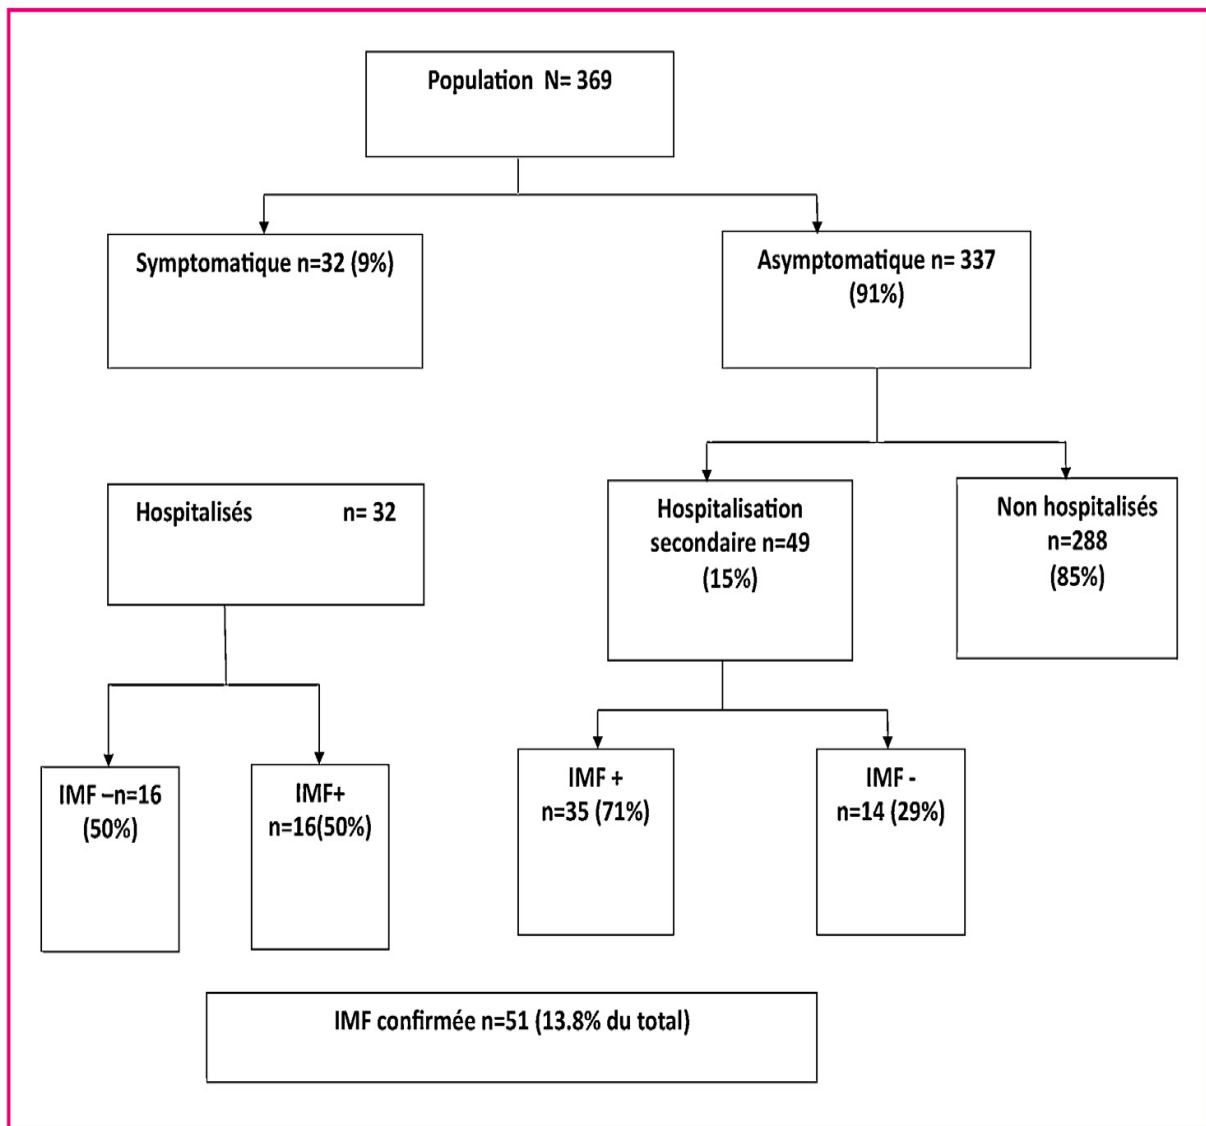 Population  N= 369
Symptomatique n=32 (9%)
Asymptomatique n= 337
(91%)
Hospitalisés n= 32
Hospitalisation
secondaire n=49
(15%)
Non hospitalisés
n=288
(85%)
IMF –n=16
(50%)
IMF+
n=16(50%)
IMF +
n=35 (71%)
IMF -
n=14 (29%)
IMF confirmée n=51 (13.8% du total)